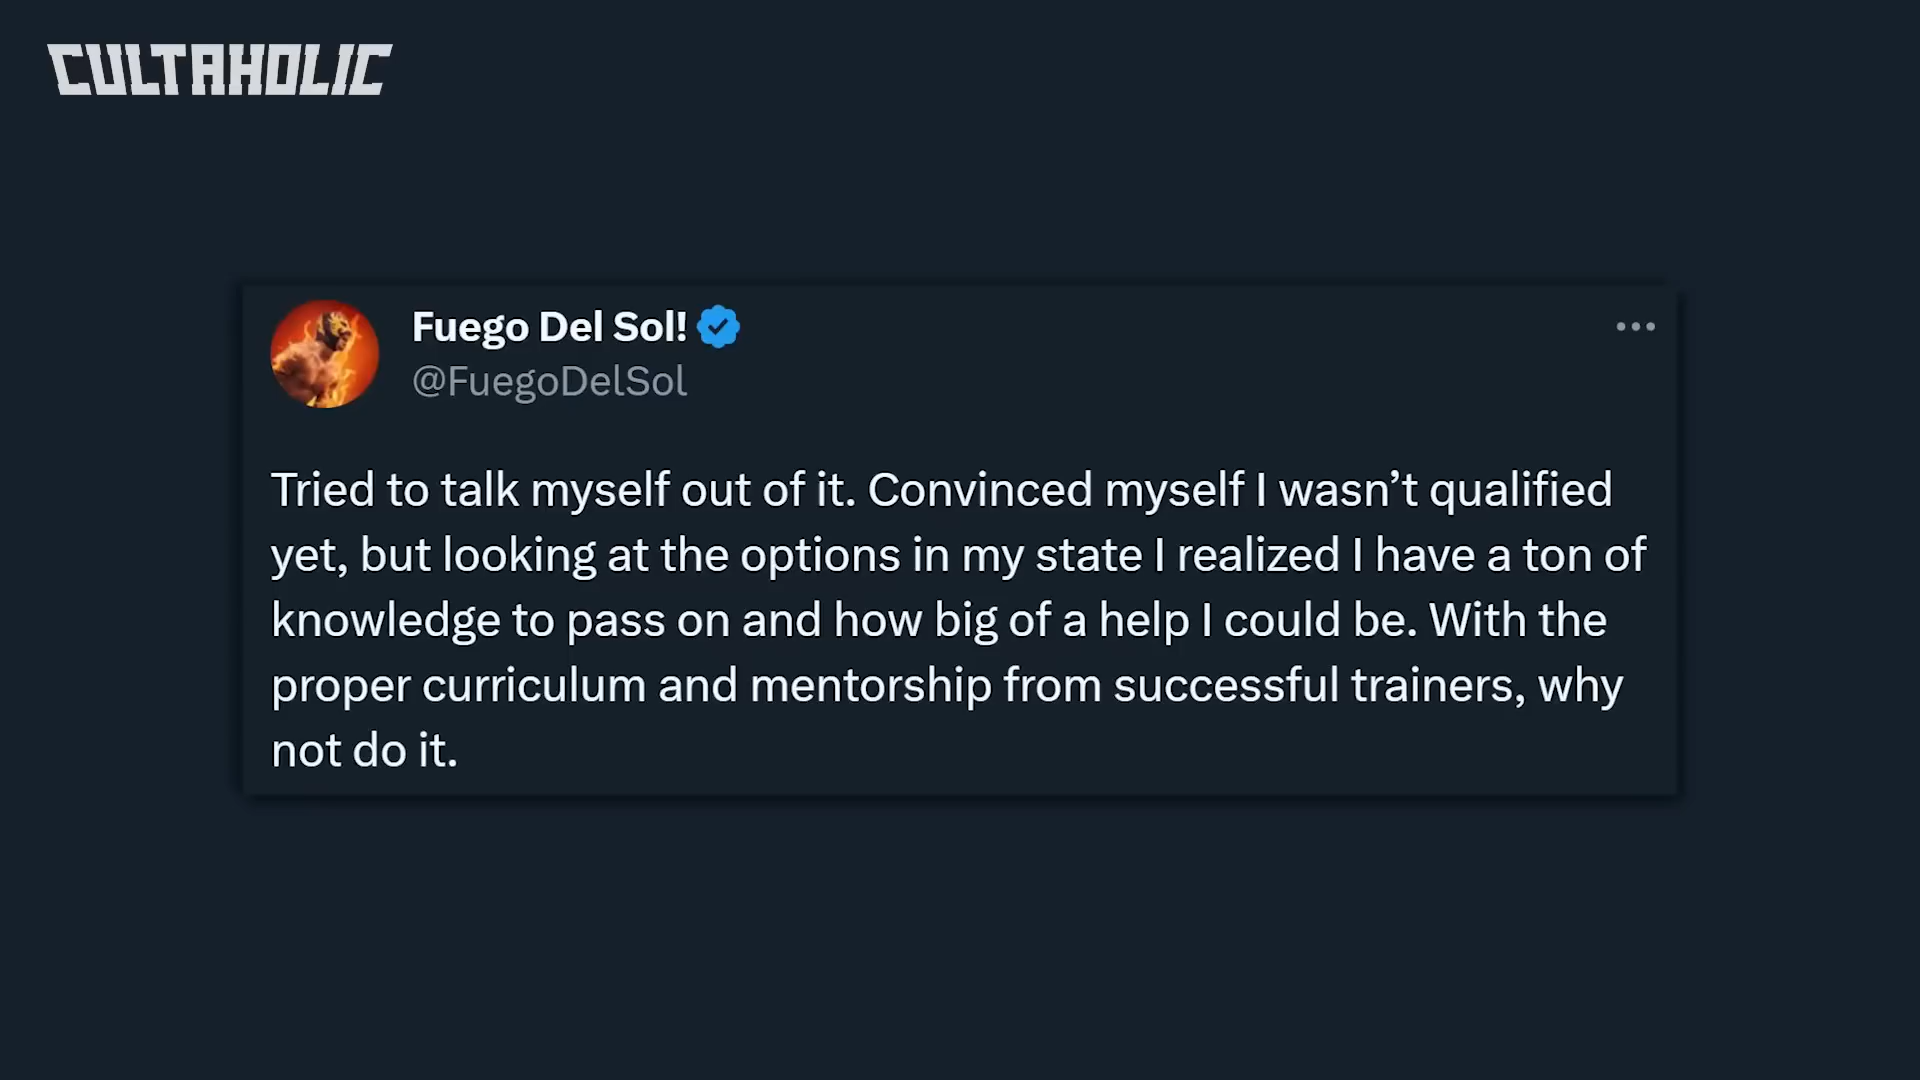 CULTAHOLIC
Fuego Del Sol!
@FuegoDelSol
Tried to talk myself out of it. Convinced myself I wasn’t qualified
yet, but looking at the options in my state I realized I have a ton of
knowledge to pass on and how big of a help I could be. With the
proper curriculum and mentorship from successful trainers, why
not do it.